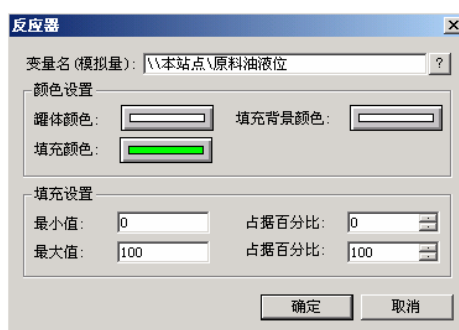 反应器
变量名(模拟量): \\本站点\原料油液位 ?
颜色设置
罐体颜色: 填充背景颜色:
填充颜色:
填充设置
最小值: 0 占据百分比: 0
最大值: 100 占据百分比: 100
确定 取消